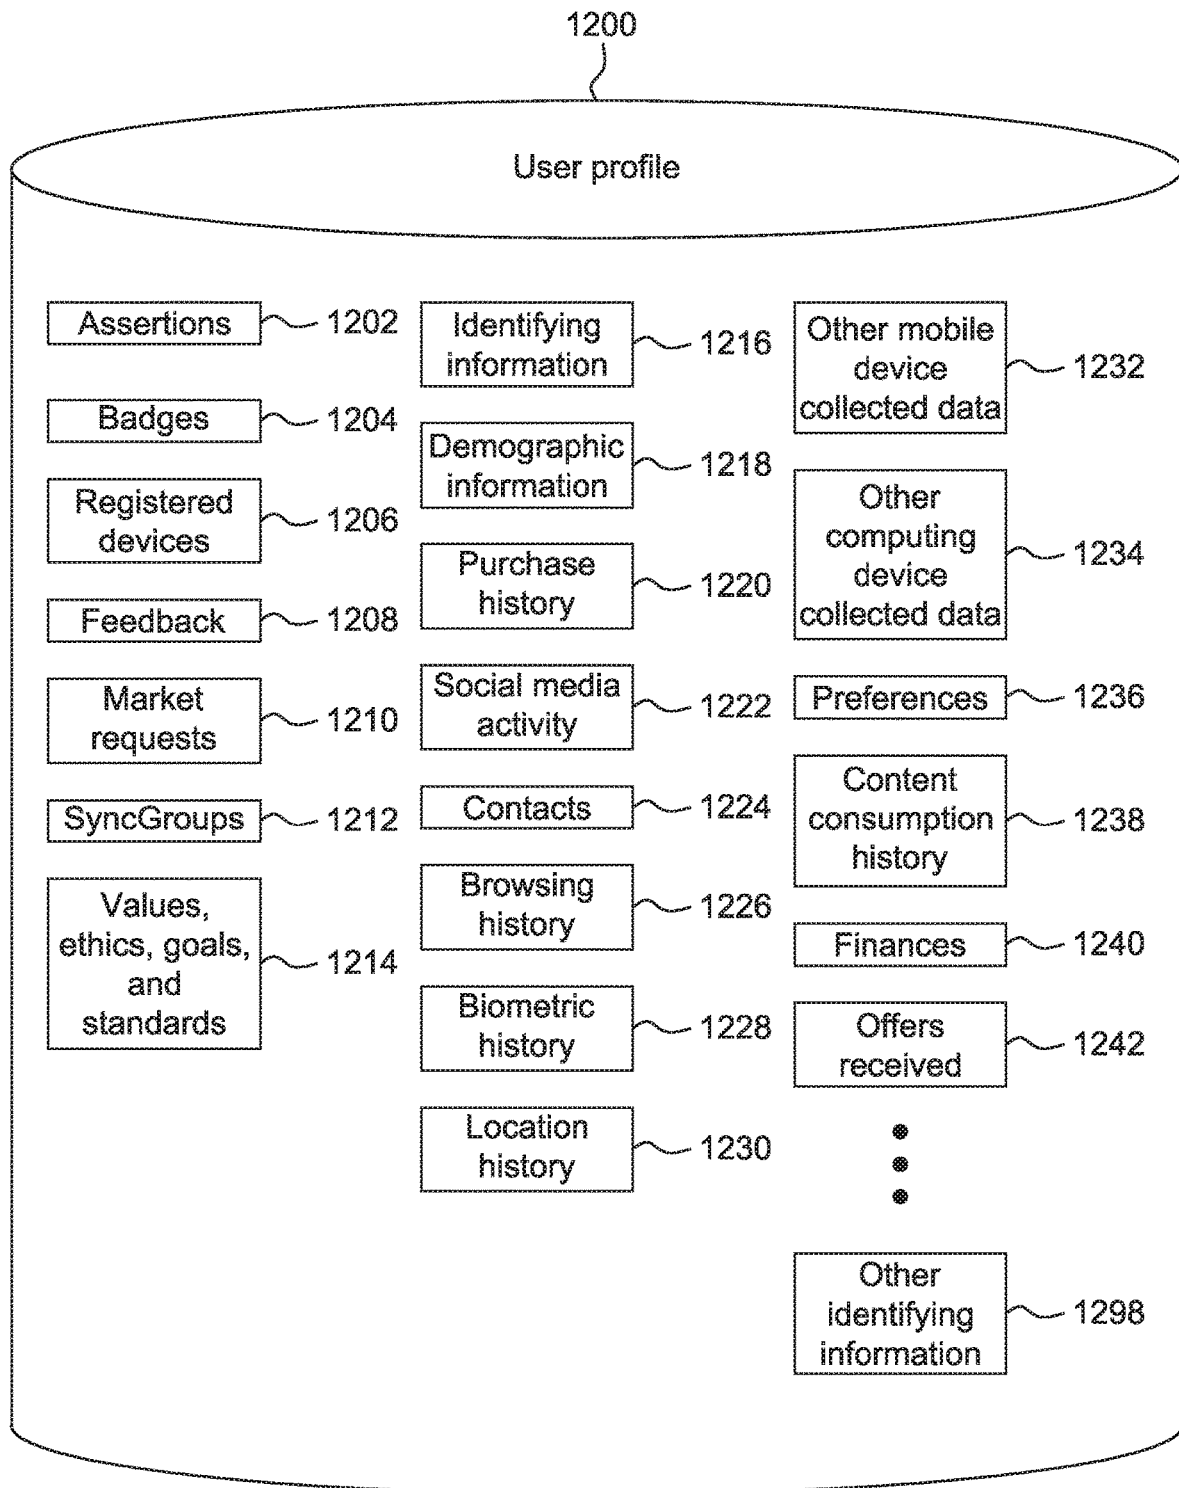 1200
User profile
Assertions 1202
Badges 1204
Registered
devices
1206
Feedback 1208
Market
requests
1210
SyncGroups 1212
Values,
ethics, goals,
and
standards
1214
Identifying
information
1216
Demographic
information
1218
Purchase
history
1220
Social media
activity
1222
Contacts 1224
Browsing
history
1226
Biometric
history
1228
Location
history
1230
Other mobile
device
collected data
1232
Other
computing
device
collected data
1234
Preferences 1236
Content
consumption
history
1238
Finances 1240
Offers
received
1242
Other
identifying
information
1298